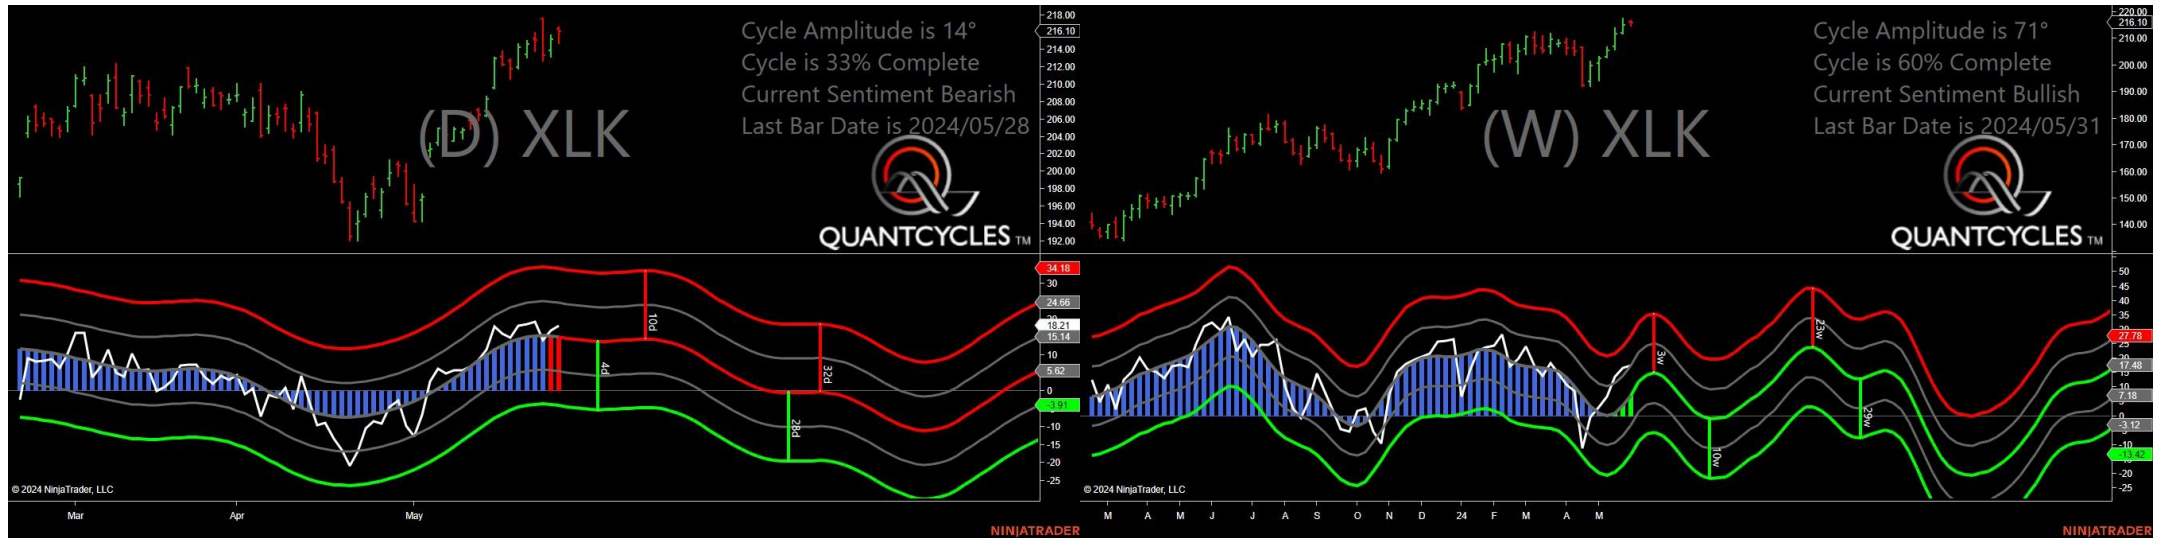 Cycle Amplitude is 14°
Cycle is 33% Complete
Current Sentiment Bearish
Last Bar Date is 2024/05/28
(D) XLK
QUANTCYCLES TM
218.00
216.10
214.00
212.00
210.00
208.00
206.00
204.00
202.00
200.00
198.00
196.00
194.00
192.00
34.18
30
24.66
18.21
15.14
10
5.62
0
-3.91
-10
-15
-20
-25
4d
10d
28d
32d
© 2024 NinjaTrader, LLC
Mar Apr May
NINJATRADER
Cycle Amplitude is 71°
Cycle is 60% Complete
Current Sentiment Bullish
Last Bar Date is 2024/05/31
(W) XLK
QUANTCYCLES TM
220.00
216.10
210.00
200.00
190.00
180.00
170.00
160.00
150.00
140.00
50
45
40
35
27.78
25
17.48
7.18
0
-3.12
-10
-13.42
-20
-25
3w
10w
23w
29w
© 2024 NinjaTrader, LLC
M A M J J A S O N D 24 F M A M
NINJATRADER